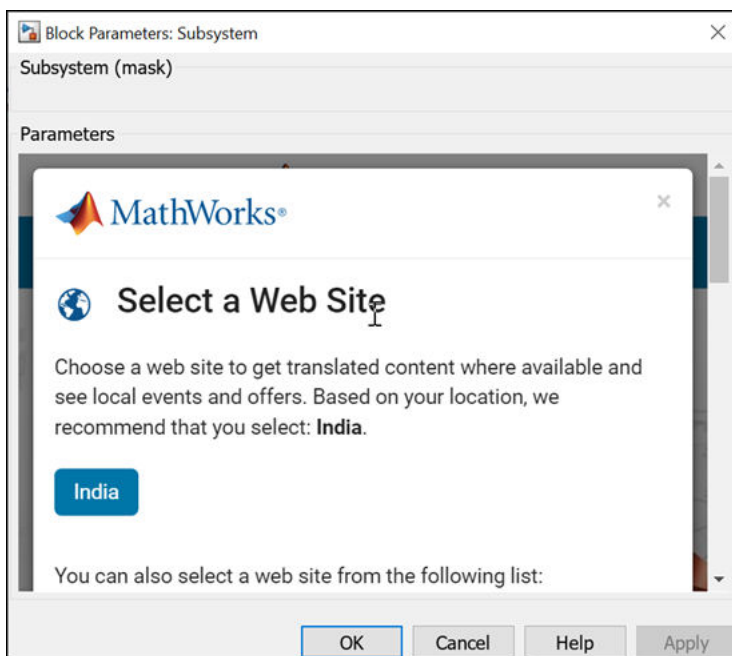 Block Parameters: Subsystem
Subsystem (mask)
Parameters
MathWorks®
Select a Web Site
Choose a web site to get translated content where available and
see local events and offers. Based on your location, we
recommend that you select: India.
India
You can also select a web site from the following list:
OK Cancel Help Apply